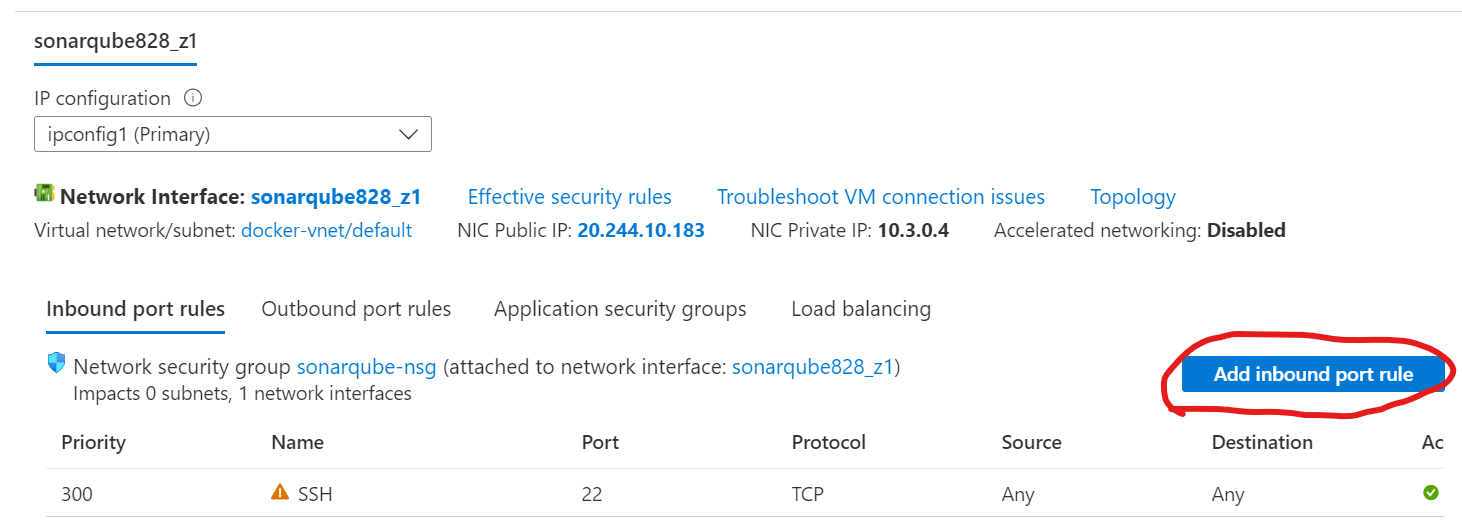 sonarqube828_z1
IP configuration
ipconfig1 (Primary)
Network Interface: sonarqube828_z1 Effective security rules Troubleshoot VM connection issues Topology
Virtual network/subnet: docker-vnet/default NIC Public IP: 20.244.10.183 NIC Private IP: 10.3.0.4 Accelerated networking: Disabled
Inbound port rules Outbound port rules Application security groups Load balancing
Network security group sonarqube-nsg (attached to network interface: sonarqube828_z1)
Impacts 0 subnets, 1 network interfaces
Add inbound port rule
Priority Name Port Protocol Source Destination Ac
300 SSH 22 TCP Any Any